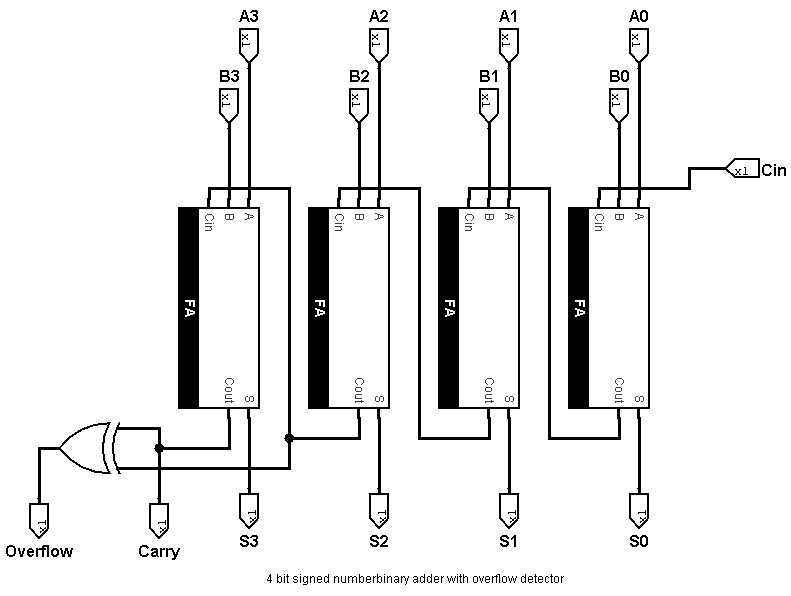 A3 A2 A1 A0
x1 x1 x1 x1
B3 B2 B1 B0
x1 x1 x1 x1
x1 Cin
Cin B A Cin B A Cin B A Cin B A
FA FA FA FA
Cout S Cout S Cout S Cout S
x1 x1 x1 x1 x1 x1
Overflow Carry S3 S2 S1 S0
4 bit signed numberbinary adder with overflow detector